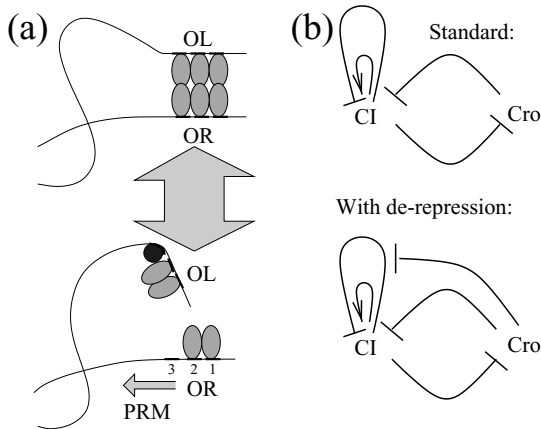 (a)
OL
OR
OL
3 2 1
OR
PRM
(b)
Standard:
CI
Cro
With de-repression:
CI
Cro